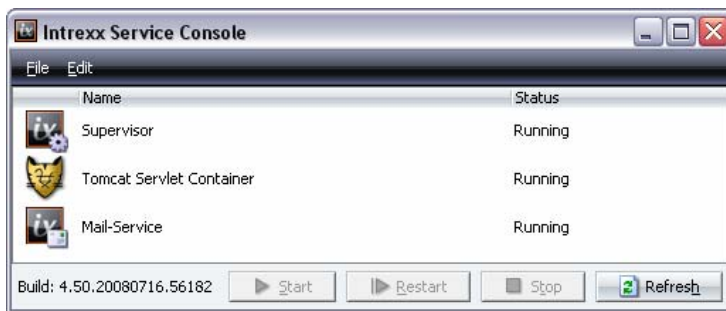 Intrexx Service Console
File Edit
Name Status
Supervisor Running
Tomcat Servlet Container Running
Mail-Service Running
Build: 4.50.20080716.56182 Start Restart Stop Refresh